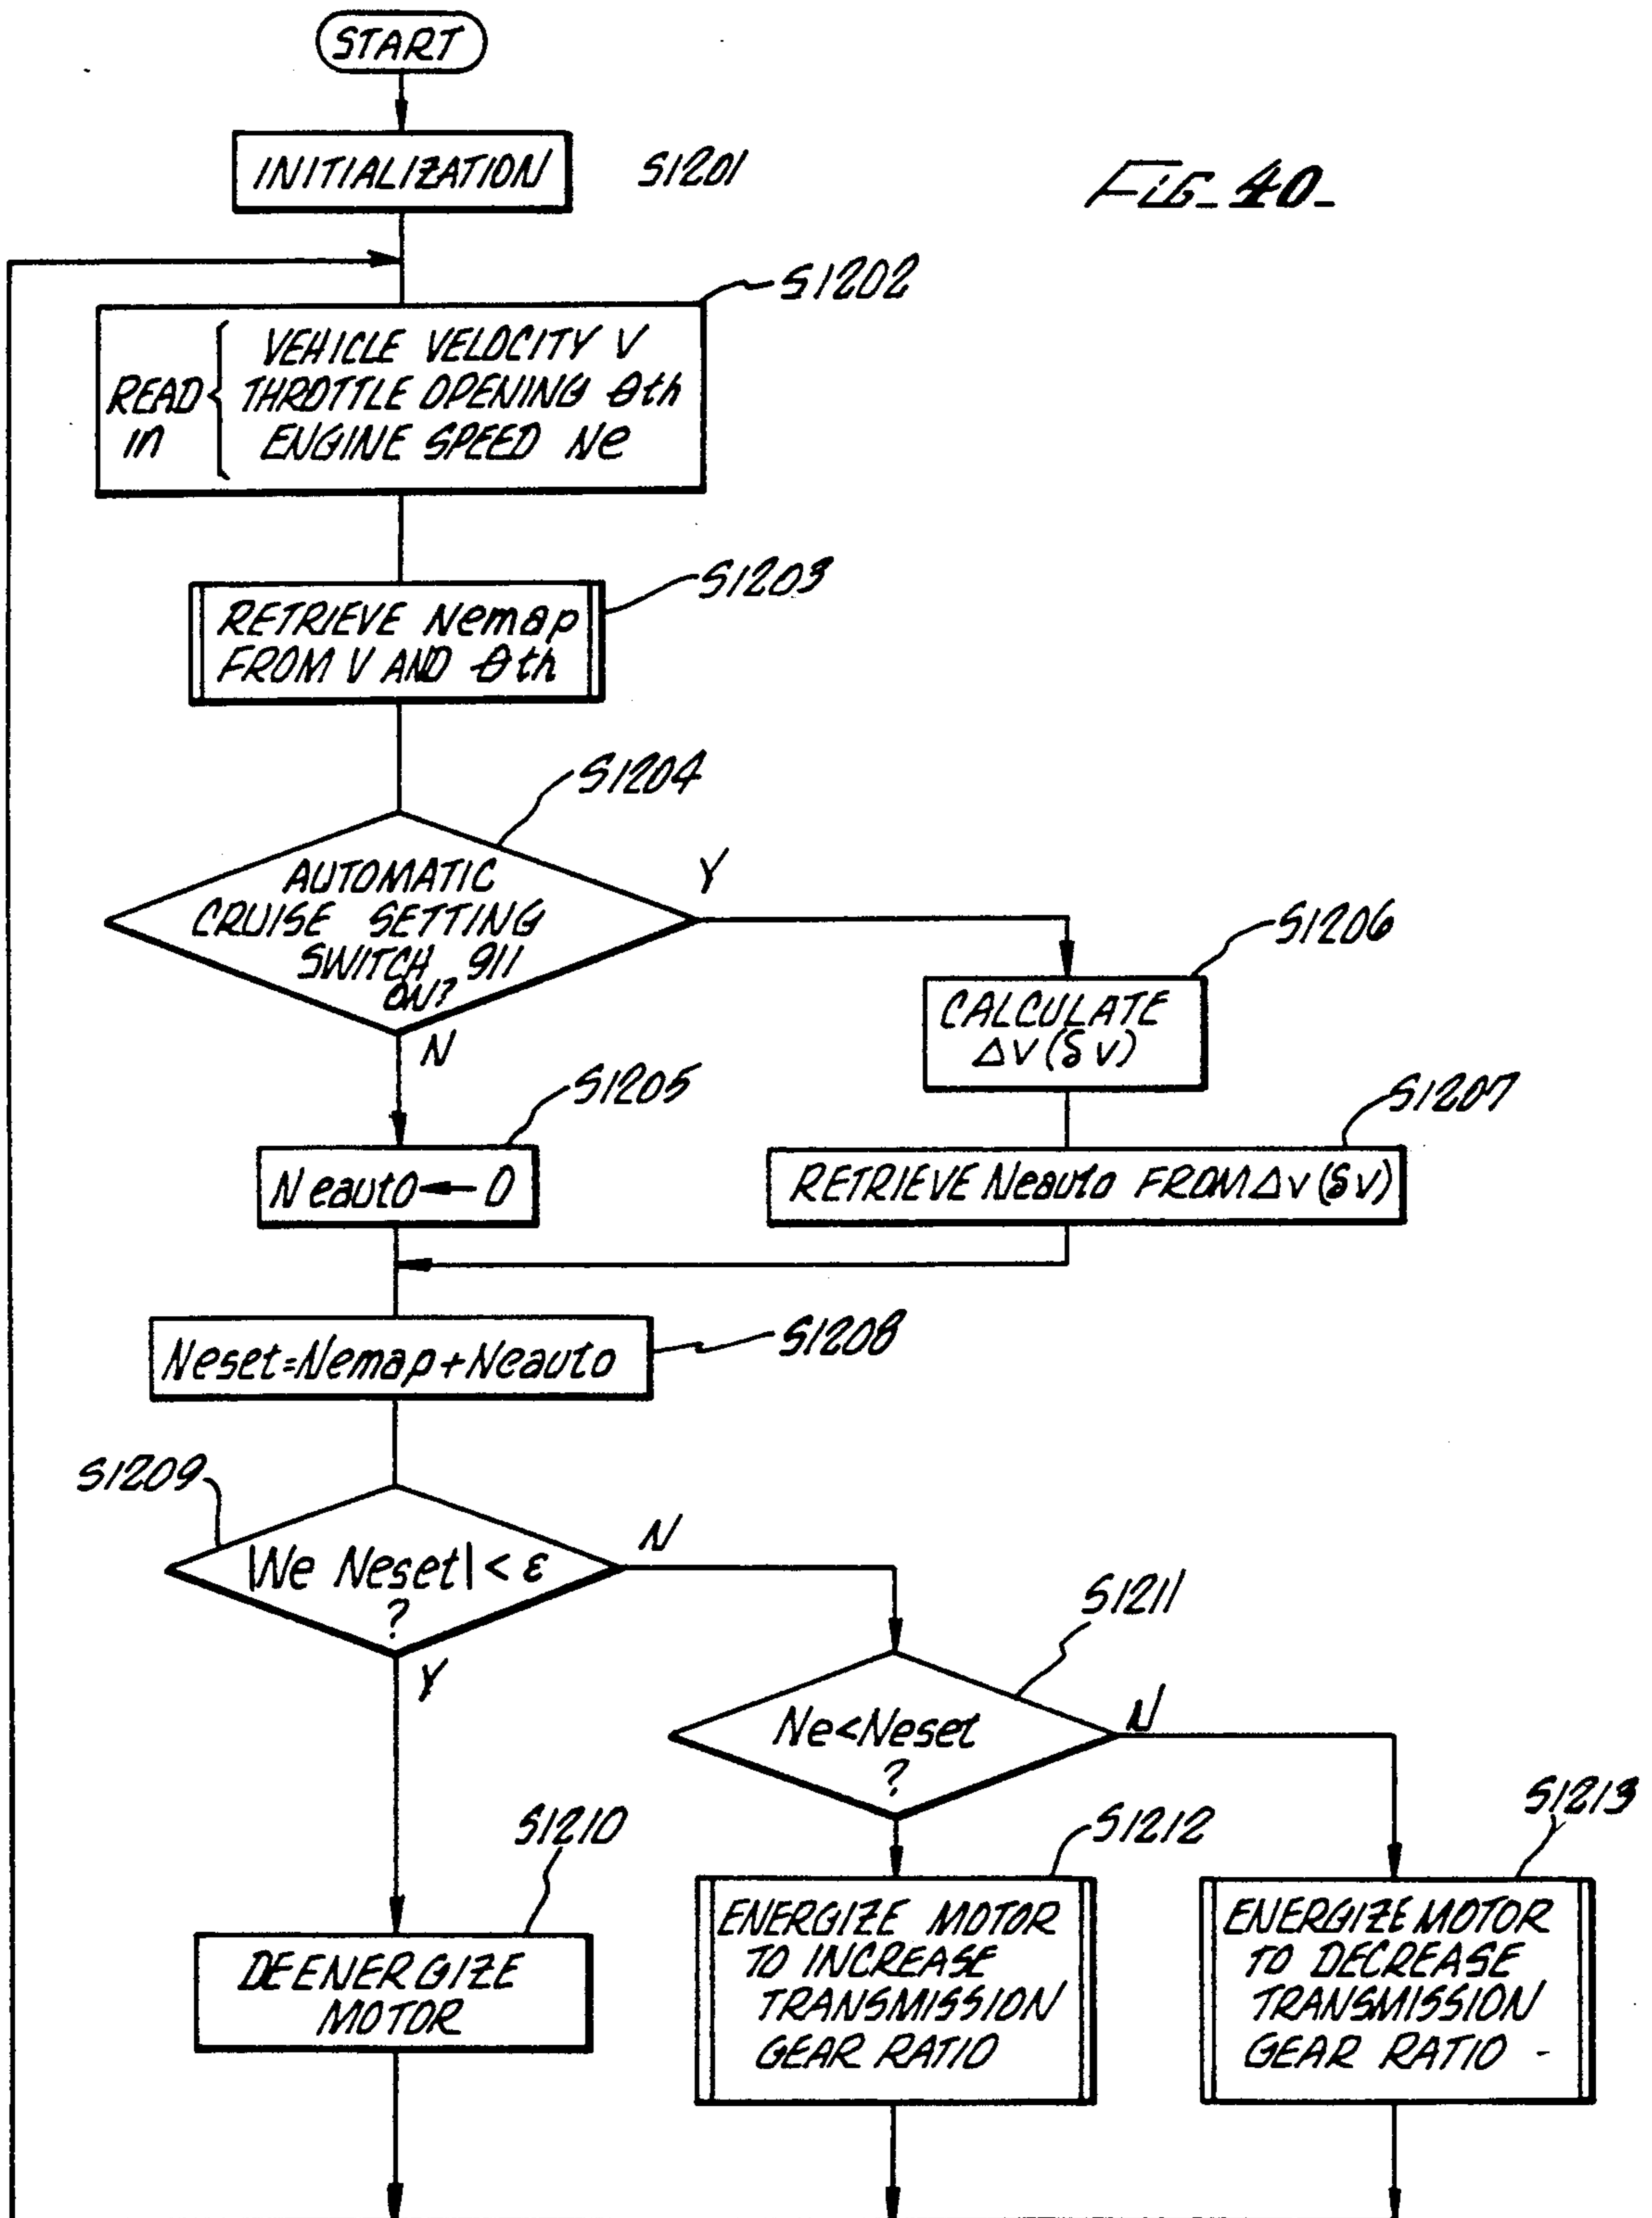 START
INITIALIZATION
S1201
FIG. 40.
S1202
READ
in
VEHICLE VELOCITY V
THROTTLE OPENING θth
ENGINE SPEED Ne
S1203
RETRIEVE Nemap
FROM V AND θth
S1204
AUTOMATIC
CRUISE SETTING
SWITCH 911
ON?
Y
N
S1206
CALCULATE
ΔV (δ V)
S1205
Neauto ← 0
S1207
RETRIEVE Neauto FROM ΔV (δ V)
Neset=Nemap+Neauto
S1208
S1209
|We Neset| < ε
?
N
Y
S1211
Ne<Neset
?
N
S1210
DEENERGIZE
MOTOR
S1212
ENERGIZE MOTOR
TO INCREASE
TRANSMISSION
GEAR RATIO
S1213
ENERGIZE MOTOR
TO DECREASE
TRANSMISSION
GEAR RATIO